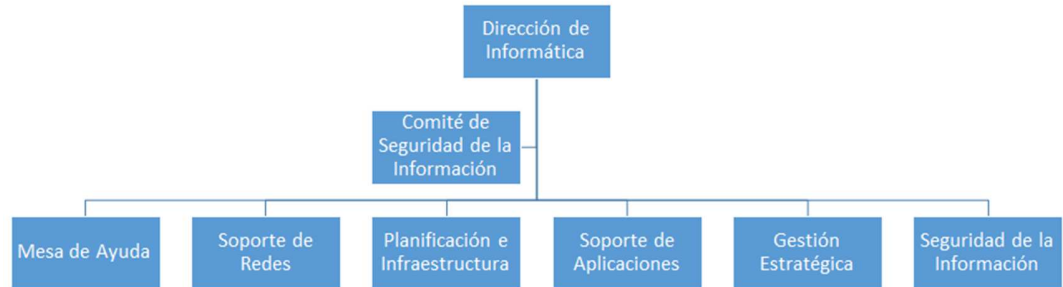 Dirección de
Informática
Comité de
Seguridad de la
Información
Mesa de Ayuda
Soporte de
Redes
Planificación e
Infraestructura
Soporte de
Aplicaciones
Gestión
Estratégica
Seguridad de la
Información